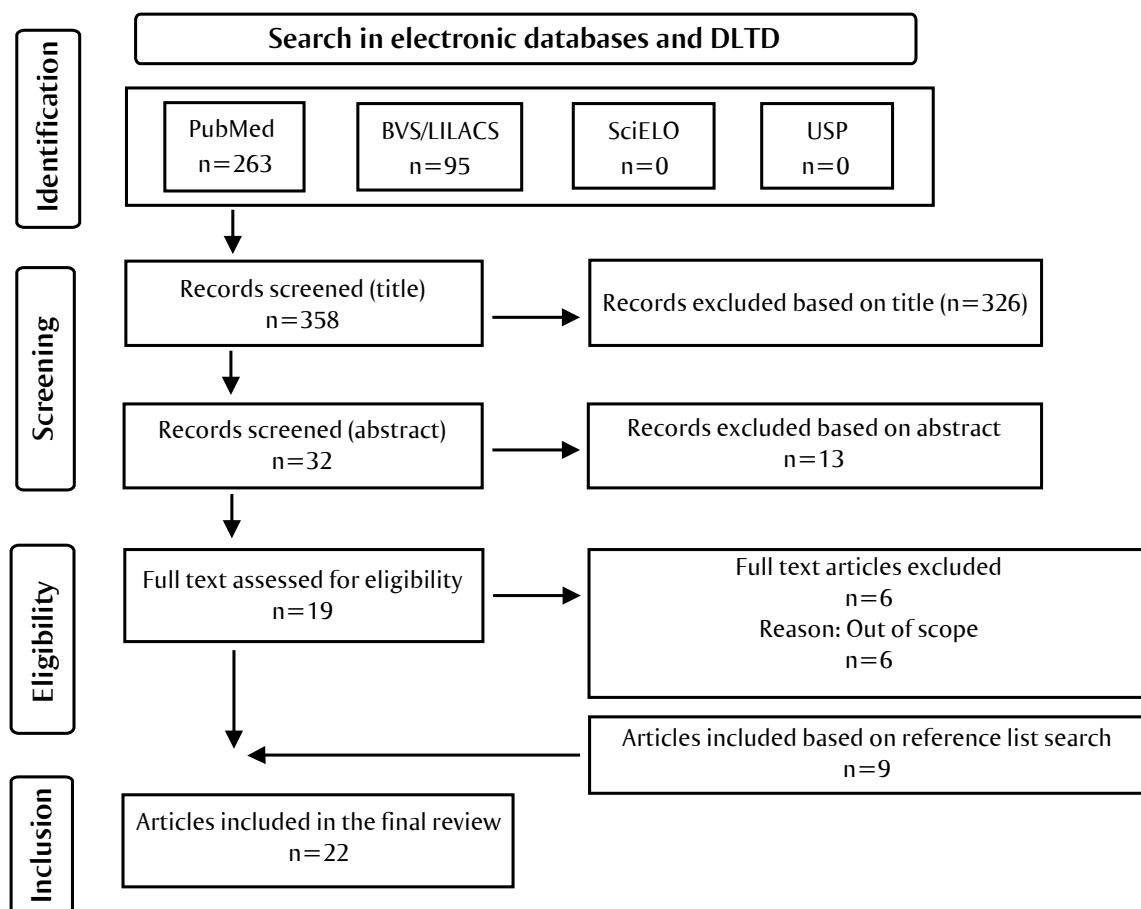 Search in electronic databases and DLTD
Identification
PubMed
n=263
BVS/LILACS
n=95
SciELO
n=0
USP
n=0
Screening
Records screened (title)
n=358
Records excluded based on title (n=326)
Records screened (abstract)
n=32
Records excluded based on abstract
n=13
Eligibility
Full text assessed for eligibility
n=19
Full text articles excluded
n=6
Reason: Out of scope
n=6
Articles included based on reference list search
n=9
Inclusion
Articles included in the final review
n=22